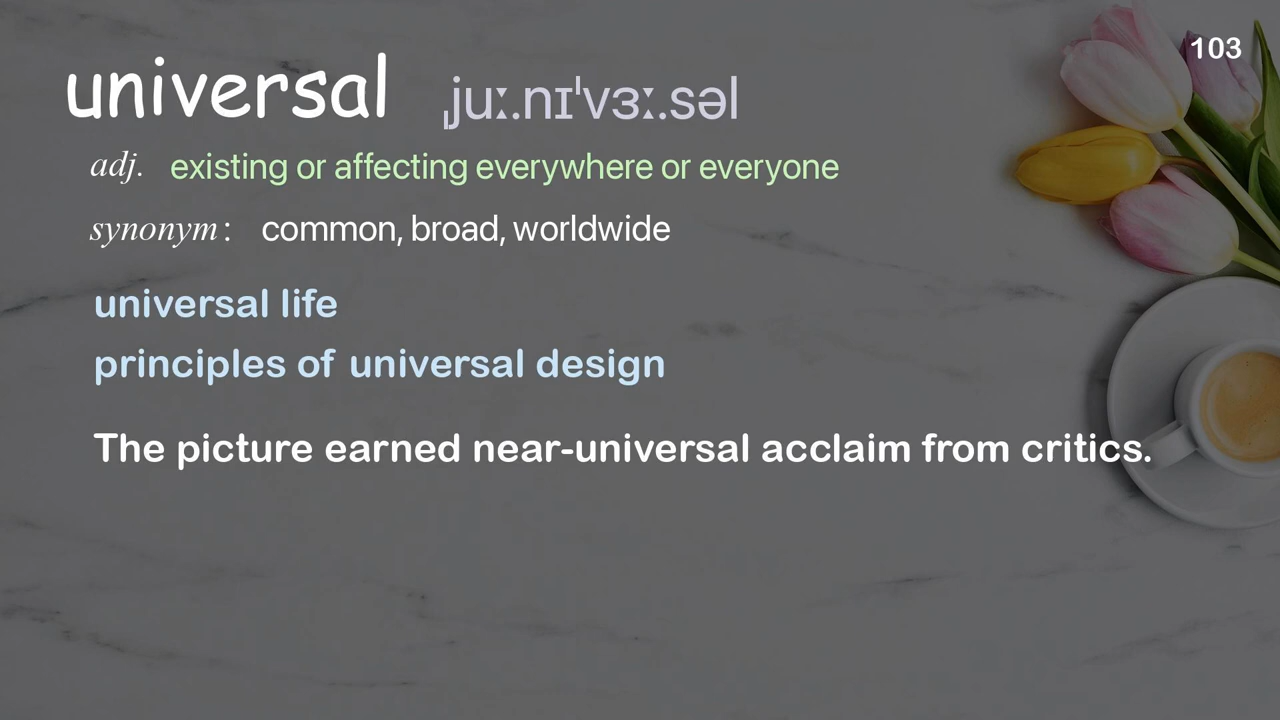 103
universal ˌjuː.nɪˈvɜː.səl
adj. existing or affecting everywhere or everyone
synonym: common, broad, worldwide
universal life
principles of universal design
The picture earned near-universal acclaim from critics.